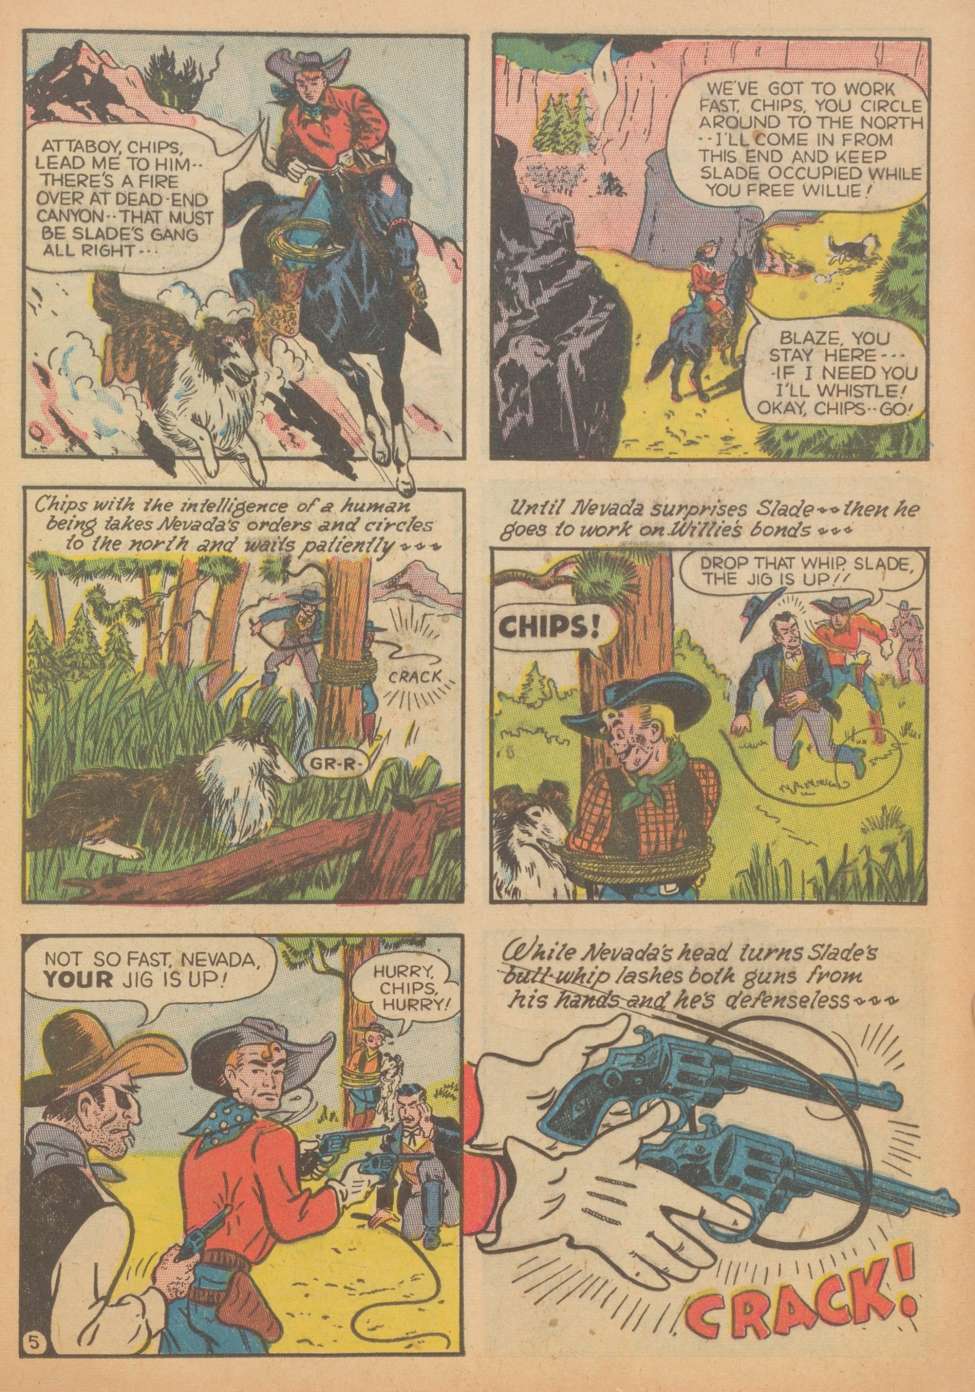 ATTABOY, CHIPS,
LEAD ME TO HIM--
THERE'S A FIRE
OVER AT DEAD-END
CANYON--THAT MUST
BE SLADE'S GANG
ALL RIGHT---
WE'VE GOT TO WORK
FAST, CHIPS, YOU CIRCLE
AROUND TO THE NORTH
--I'LL COME IN FROM
THIS END AND KEEP
SLADE OCCUPIED WHILE
YOU FREE WILLIE!
BLAZE, YOU
STAY HERE---
-IF I NEED YOU
I'LL WHISTLE!
OKAY, CHIPS--GO!
Chips with the intelligence of a human
being takes Nevada's orders and circles
to the north and waits patiently---
CRACK
GR-R-
Until Nevada surprises Slade--then he
goes to work on Willie's bonds---
DROP THAT WHIP, SLADE,
THE JIG IS UP!!
CHIPS!
NOT SO FAST, NEVADA,
YOUR JIG IS UP!
HURRY,
CHIPS,
HURRY!
5
While Nevada's head turns Slade's
bull-whip lashes both guns from
his hands and he's defenseless---
CRACK!